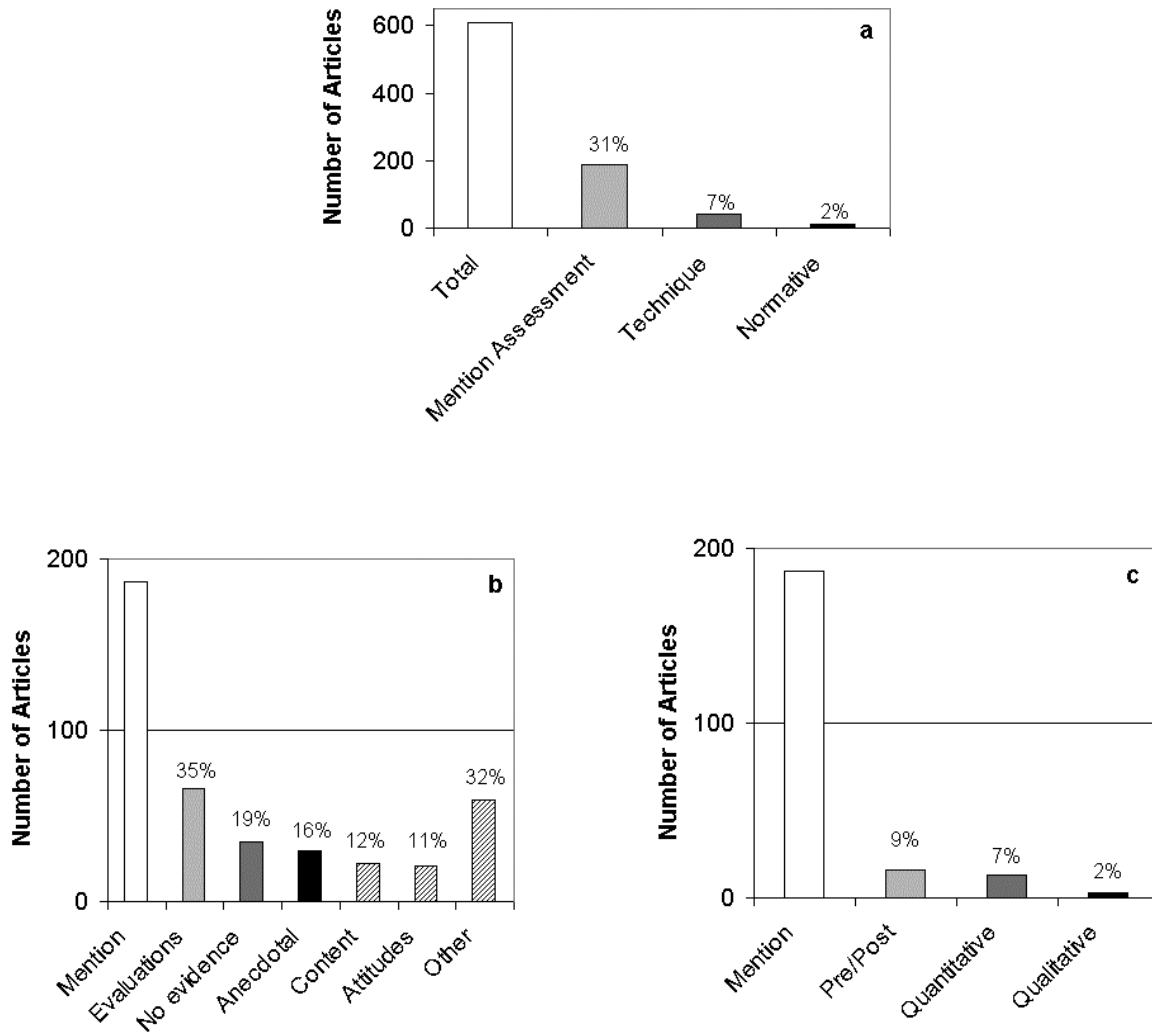 a
Number of Articles
600
400
200
0
31%
7%
2%
Total
Mention Assessment
Technique
Normative
b
Number of Articles
200
100
0
35%
19%
16%
12%
11%
32%
Mention
Evaluations
No evidence
Anecdotal
Content
Attitudes
Other
c
Number of Articles
200
100
0
9%
7%
2%
Mention
Pre/Post
Quantitative
Qualitative